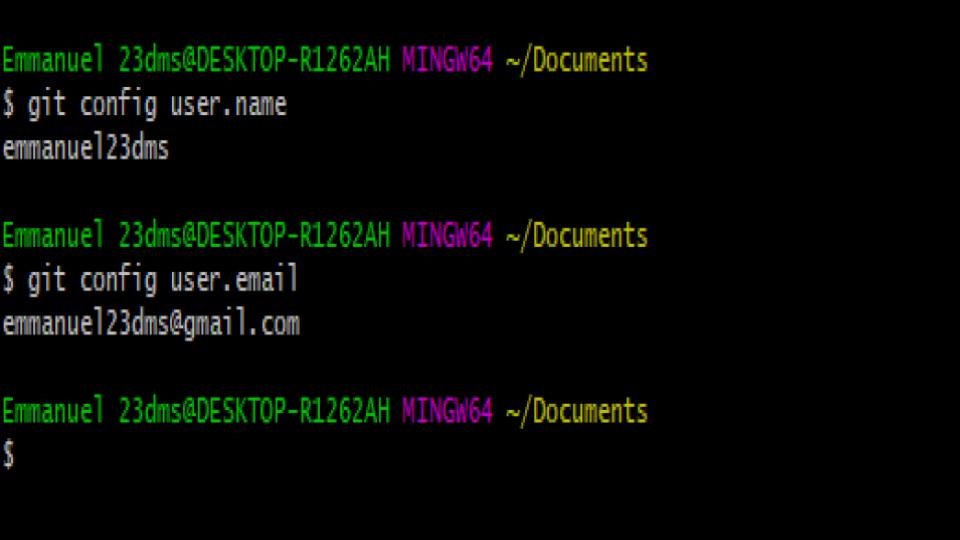 Emmanuel 23dms@DESKTOP-R1262AH MINGW64 ~/Documents
$ git config user.name
emmanuel23dms
Emmanuel 23dms@DESKTOP-R1262AH MINGW64 ~/Documents
$ git config user.email
emmanuel23dms@gmail.com
Emmanuel 23dms@DESKTOP-R1262AH MINGW64 ~/Documents
$